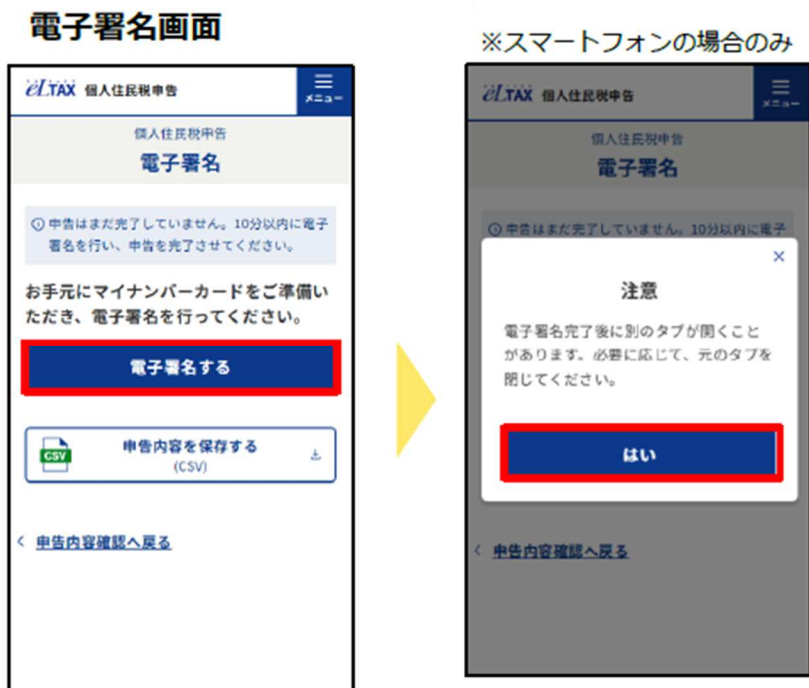 電子署名画面
eLTAX 個人住民税申告
メニュー
個人住民税申告
電子署名
申告はまだ完了していません。10分以内に電子
署名を行い、申告を完了させてください。
お手元にマイナンバーカードをご準備い
ただき、電子署名を行ってください。
電子署名する
CSV
申告内容を保存する
(CSV)
申告内容確認へ戻る
※スマートフォンの場合のみ
eLTAX 個人住民税申告
メニュー
個人住民税申告
電子署名
申告はまだ完了していません。10分以内に電子
×
注意
電子署名完了後に別のタブが開くこと
があります。必要に応じて、元のタブを
閉じてください。
はい
申告内容確認へ戻る